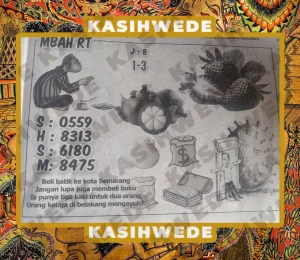 KASIHWEDE
MBAH RT
J : 8
1-3
S : 0559
H : 8313
S : 6180
M: 8475
$
Beli batik ke kota Semarang
Jangan lupa juga membeli buku
Ia punya tiga kaki untuk dua orang
Orang ketiga di belakang mengayuh
KASIHWEDE